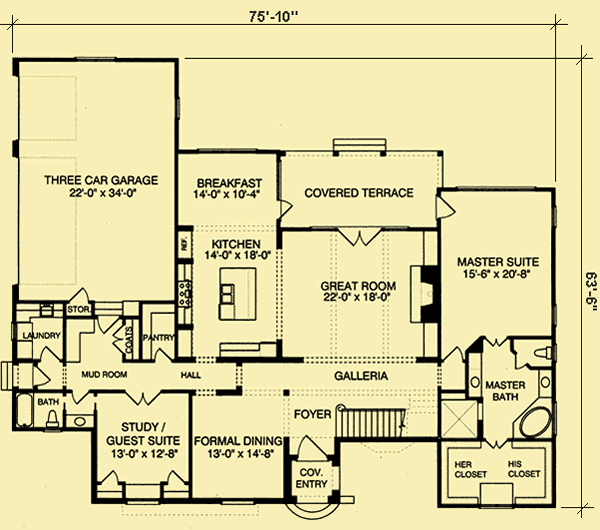 75'-10"
THREE CAR GARAGE
22'-0" x 34'-0"
BREAKFAST
14'-0" x 10'-4"
COVERED TERRACE
KITCHEN
14'-0" x 18'-0"
REF.
MASTER SUITE
15'-6" x 20'-8"
GREAT ROOM
22'-0" x 18'-0"
63'-6"
STOR
LAUNDRY
COATS
PANTRY
MUD ROOM
HALL
GALLERIA
MASTER
BATH
BATH
FOYER
STUDY /
GUEST SUITE
13'-0" x 12'-8"
FORMAL DINING
13'-0" x 14'-8"
COV.
ENTRY
HER
CLOSET
HIS
CLOSET